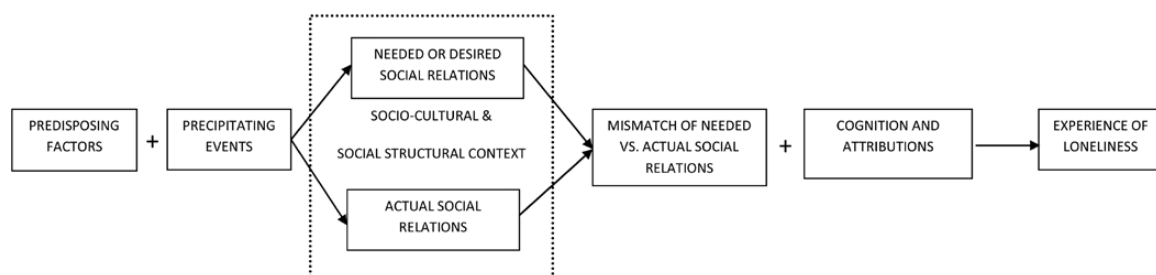 PREDISPOSING
FACTORS
+
PRECIPITATING
EVENTS
NEEDED OR DESIRED
SOCIAL RELATIONS
SOCIO-CULTURAL &
SOCIAL STRUCTURAL CONTEXT
ACTUAL SOCIAL
RELATIONS
MISMATCH OF NEEDED
VS. ACTUAL SOCIAL
RELATIONS
+
COGNITION AND
ATTRIBUTIONS
EXPERIENCE OF
LONELINESS